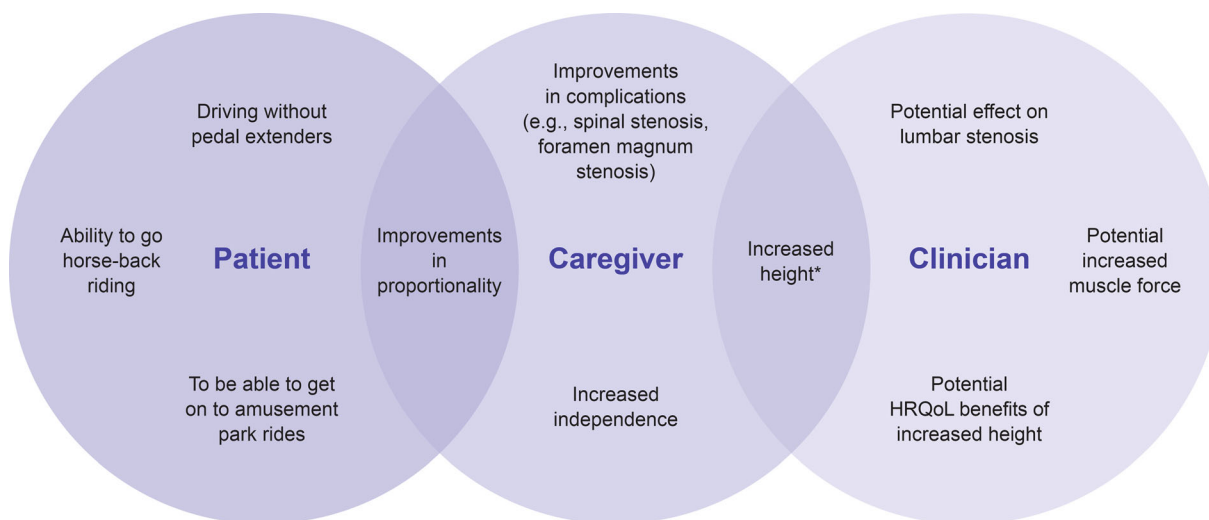 Driving without
pedal extenders
Ability to go
horse-back
riding
Patient
To be able to get
on to amusement
park rides
Improvements
in
proportionality
Improvements
in complications
(e.g., spinal stenosis,
foramen magnum
stenosis)
Caregiver
Increased
independence
Increased
height*
Potential effect on
lumbar stenosis
Clinician
Potential
increased
muscle force
Potential
HRQoL benefits of
increased height